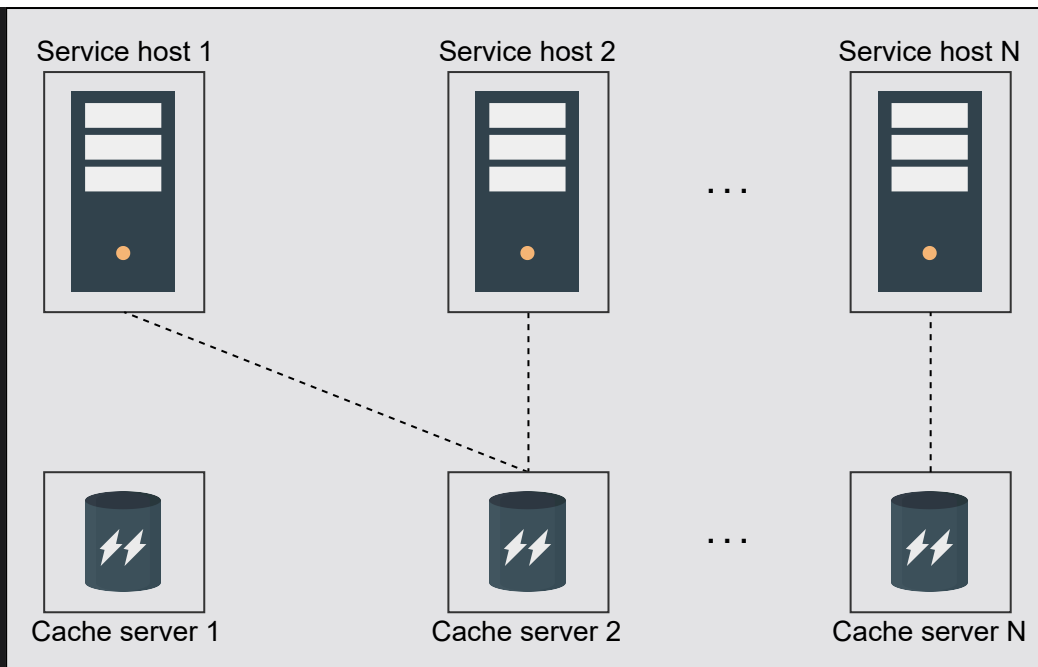 Service host 1
Service host 2
Service host N
...
...
Cache server 1
Cache server 2
Cache server N